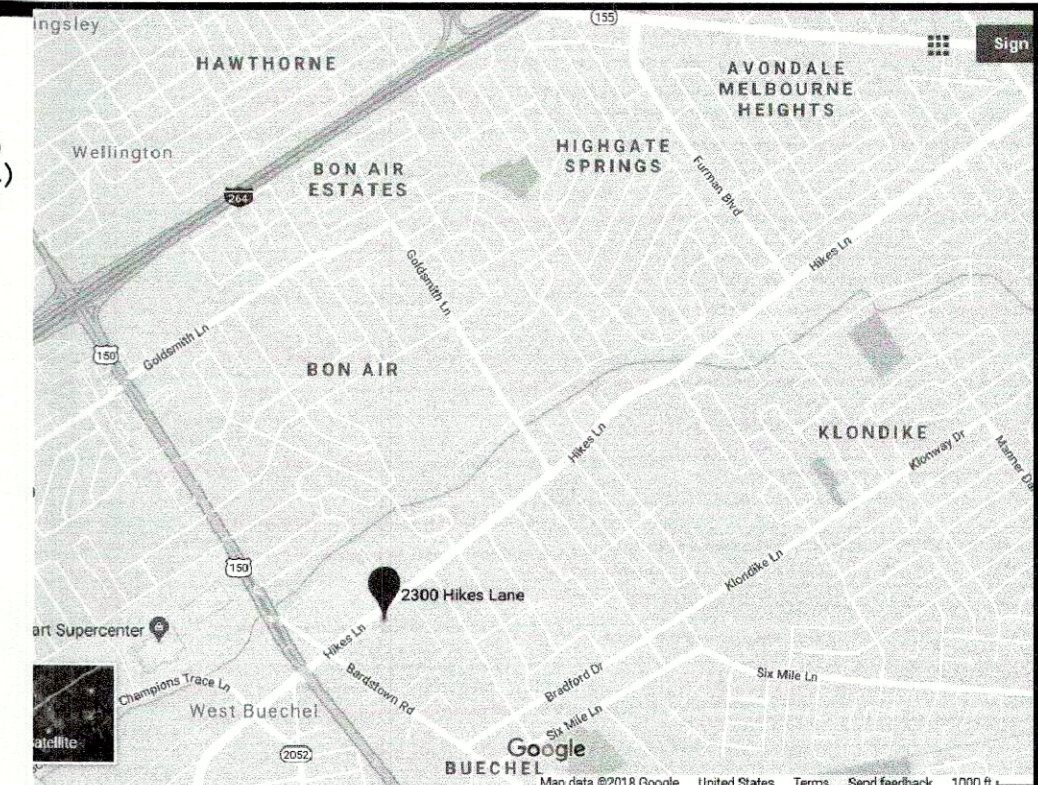 ingsley
155
HAWTHORNE
Sign
AVONDALE
MELBOURNE
HEIGHTS
Wellington
HIGHGATE
SPRINGS
BON AIR
ESTATES
264
Furman Blvd
Hikes Ln
Goldsmith Ln
Goldsmith Ln
150
BON AIR
KLONDIKE
Klonway Dr
Manner Da
Hikes Ln
150
Klondike Ln
2300 Hikes Lane
art Supercenter
Hikes Ln
Bardstown Rd
Bradford Dr
Six Mile Ln
Champions Trace Ln
West Buechel
Six Mile Ln
atellite
2052
Google
BUECHEL
Map data ©2018 Google United States Terms Send feedback 1000 ft